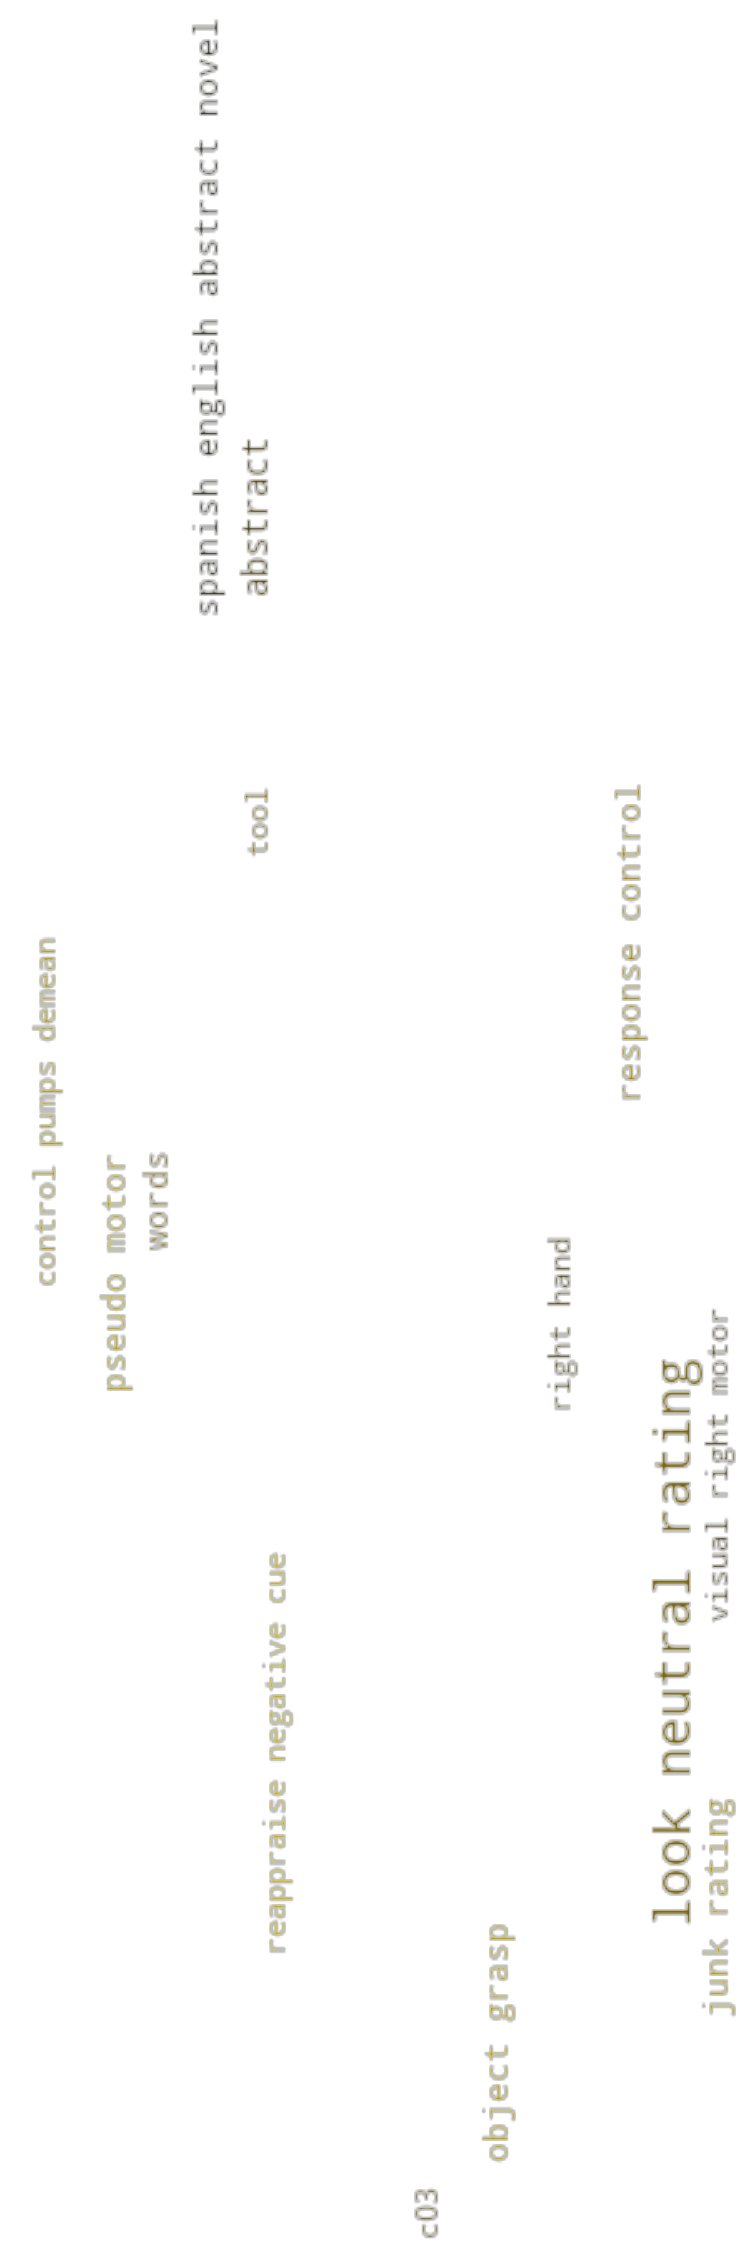 spanish english abstract novel
abstract
tool
response control
control pumps demean
pseudo motor
words
right hand
look neutral rating
visual right motor
reappraise negative cue
junk rating
object grasp
c03